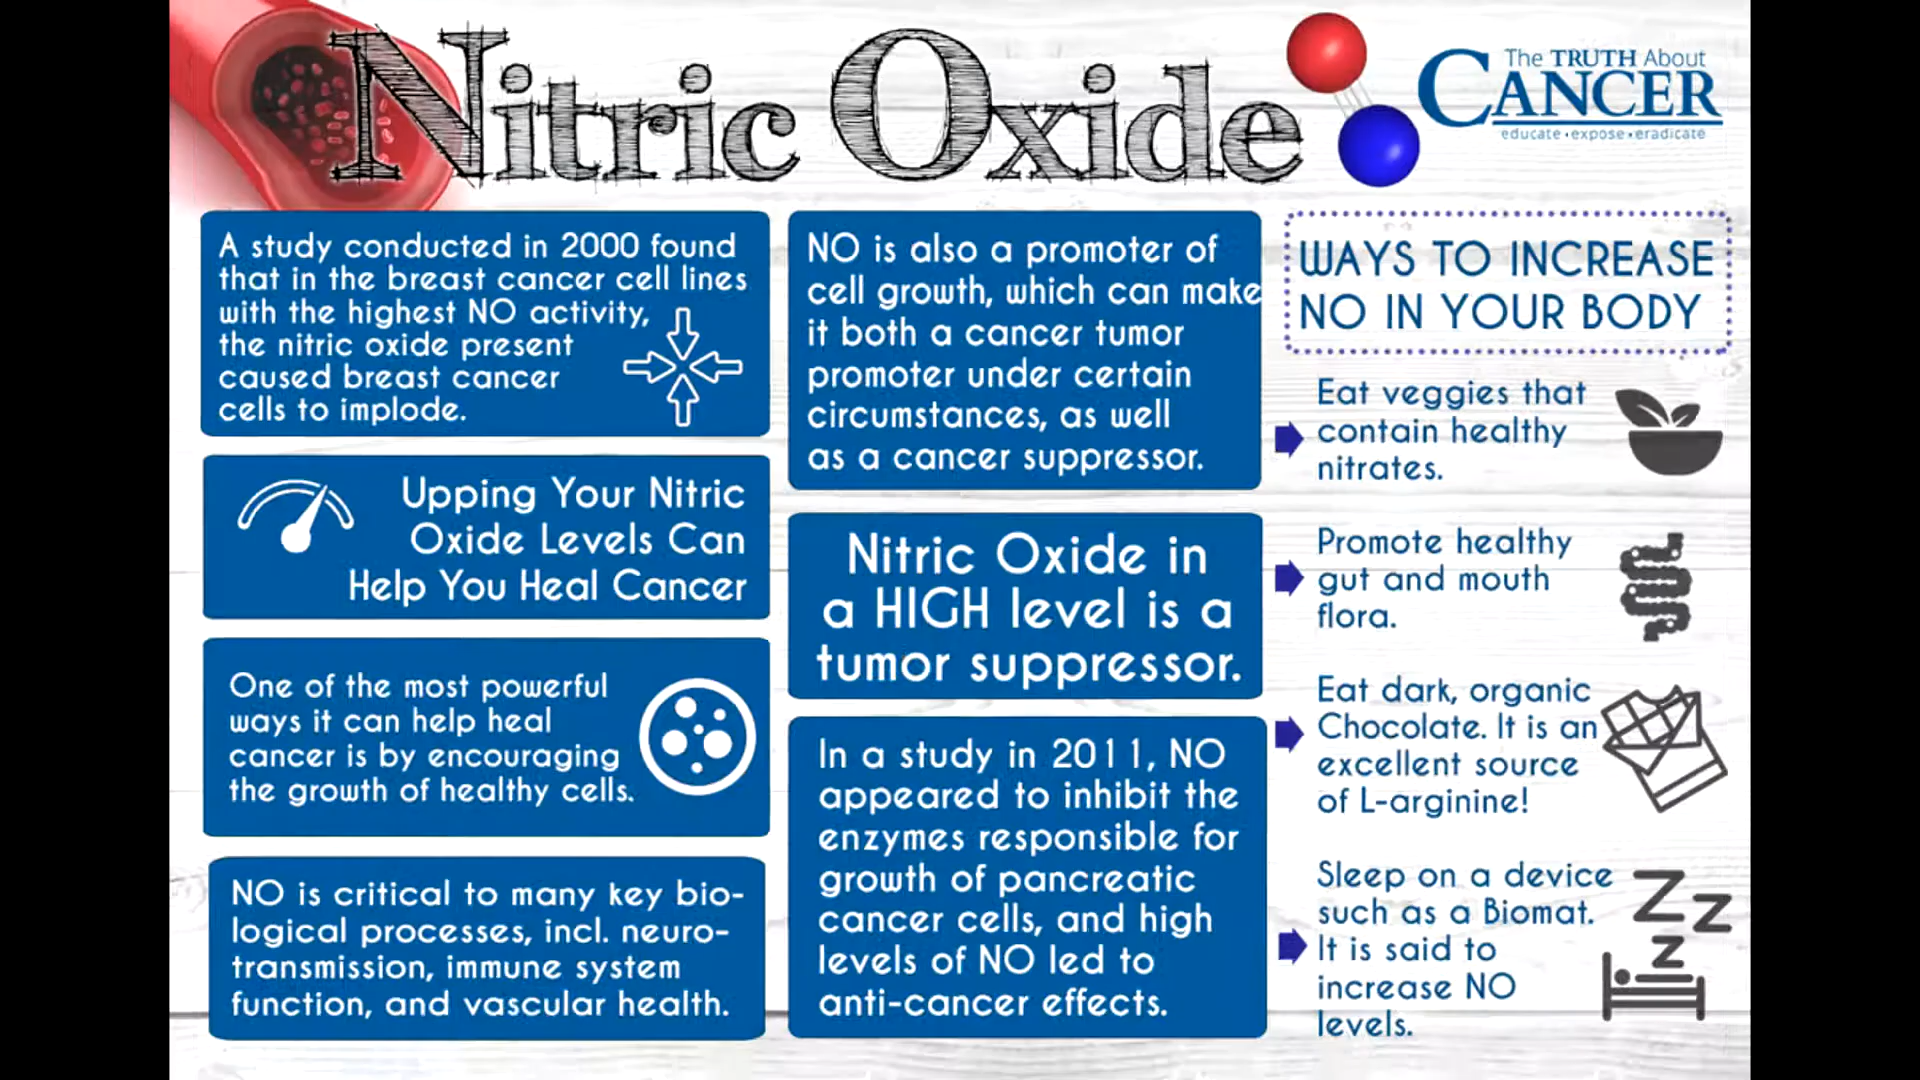 Nitric Oxide
The TRUTH About
CANCER
educate • expose • eradicate
A study conducted in 2000 found
that in the breast cancer cell lines
with the highest NO activity,
the nitric oxide present
caused breast cancer
cells to implode.
Upping Your Nitric
Oxide Levels Can
Help You Heal Cancer
One of the most powerful
ways it can help heal
cancer is by encouraging
the growth of healthy cells.
NO is critical to many key bio-
logical processes, incl. neuro-
transmission, immune system
function, and vascular health.
NO is also a promoter of
cell growth, which can make
it both a cancer tumor
promoter under certain
circumstances, as well
as a cancer suppressor.
Nitric Oxide in
a HIGH level is a
tumor suppressor.
In a study in 2011, NO
appeared to inhibit the
enzymes responsible for
growth of pancreatic
cancer cells, and high
levels of NO led to
anti-cancer effects.
WAYS TO INCREASE
NO IN YOUR BODY
Eat veggies that
contain healthy
nitrates.
Promote healthy
gut and mouth
flora.
Eat dark, organic
Chocolate. It is an
excellent source
of L-arginine!
Sleep on a device
such as a Biomat.
It is said to
increase NO
levels.
Z Z
Z